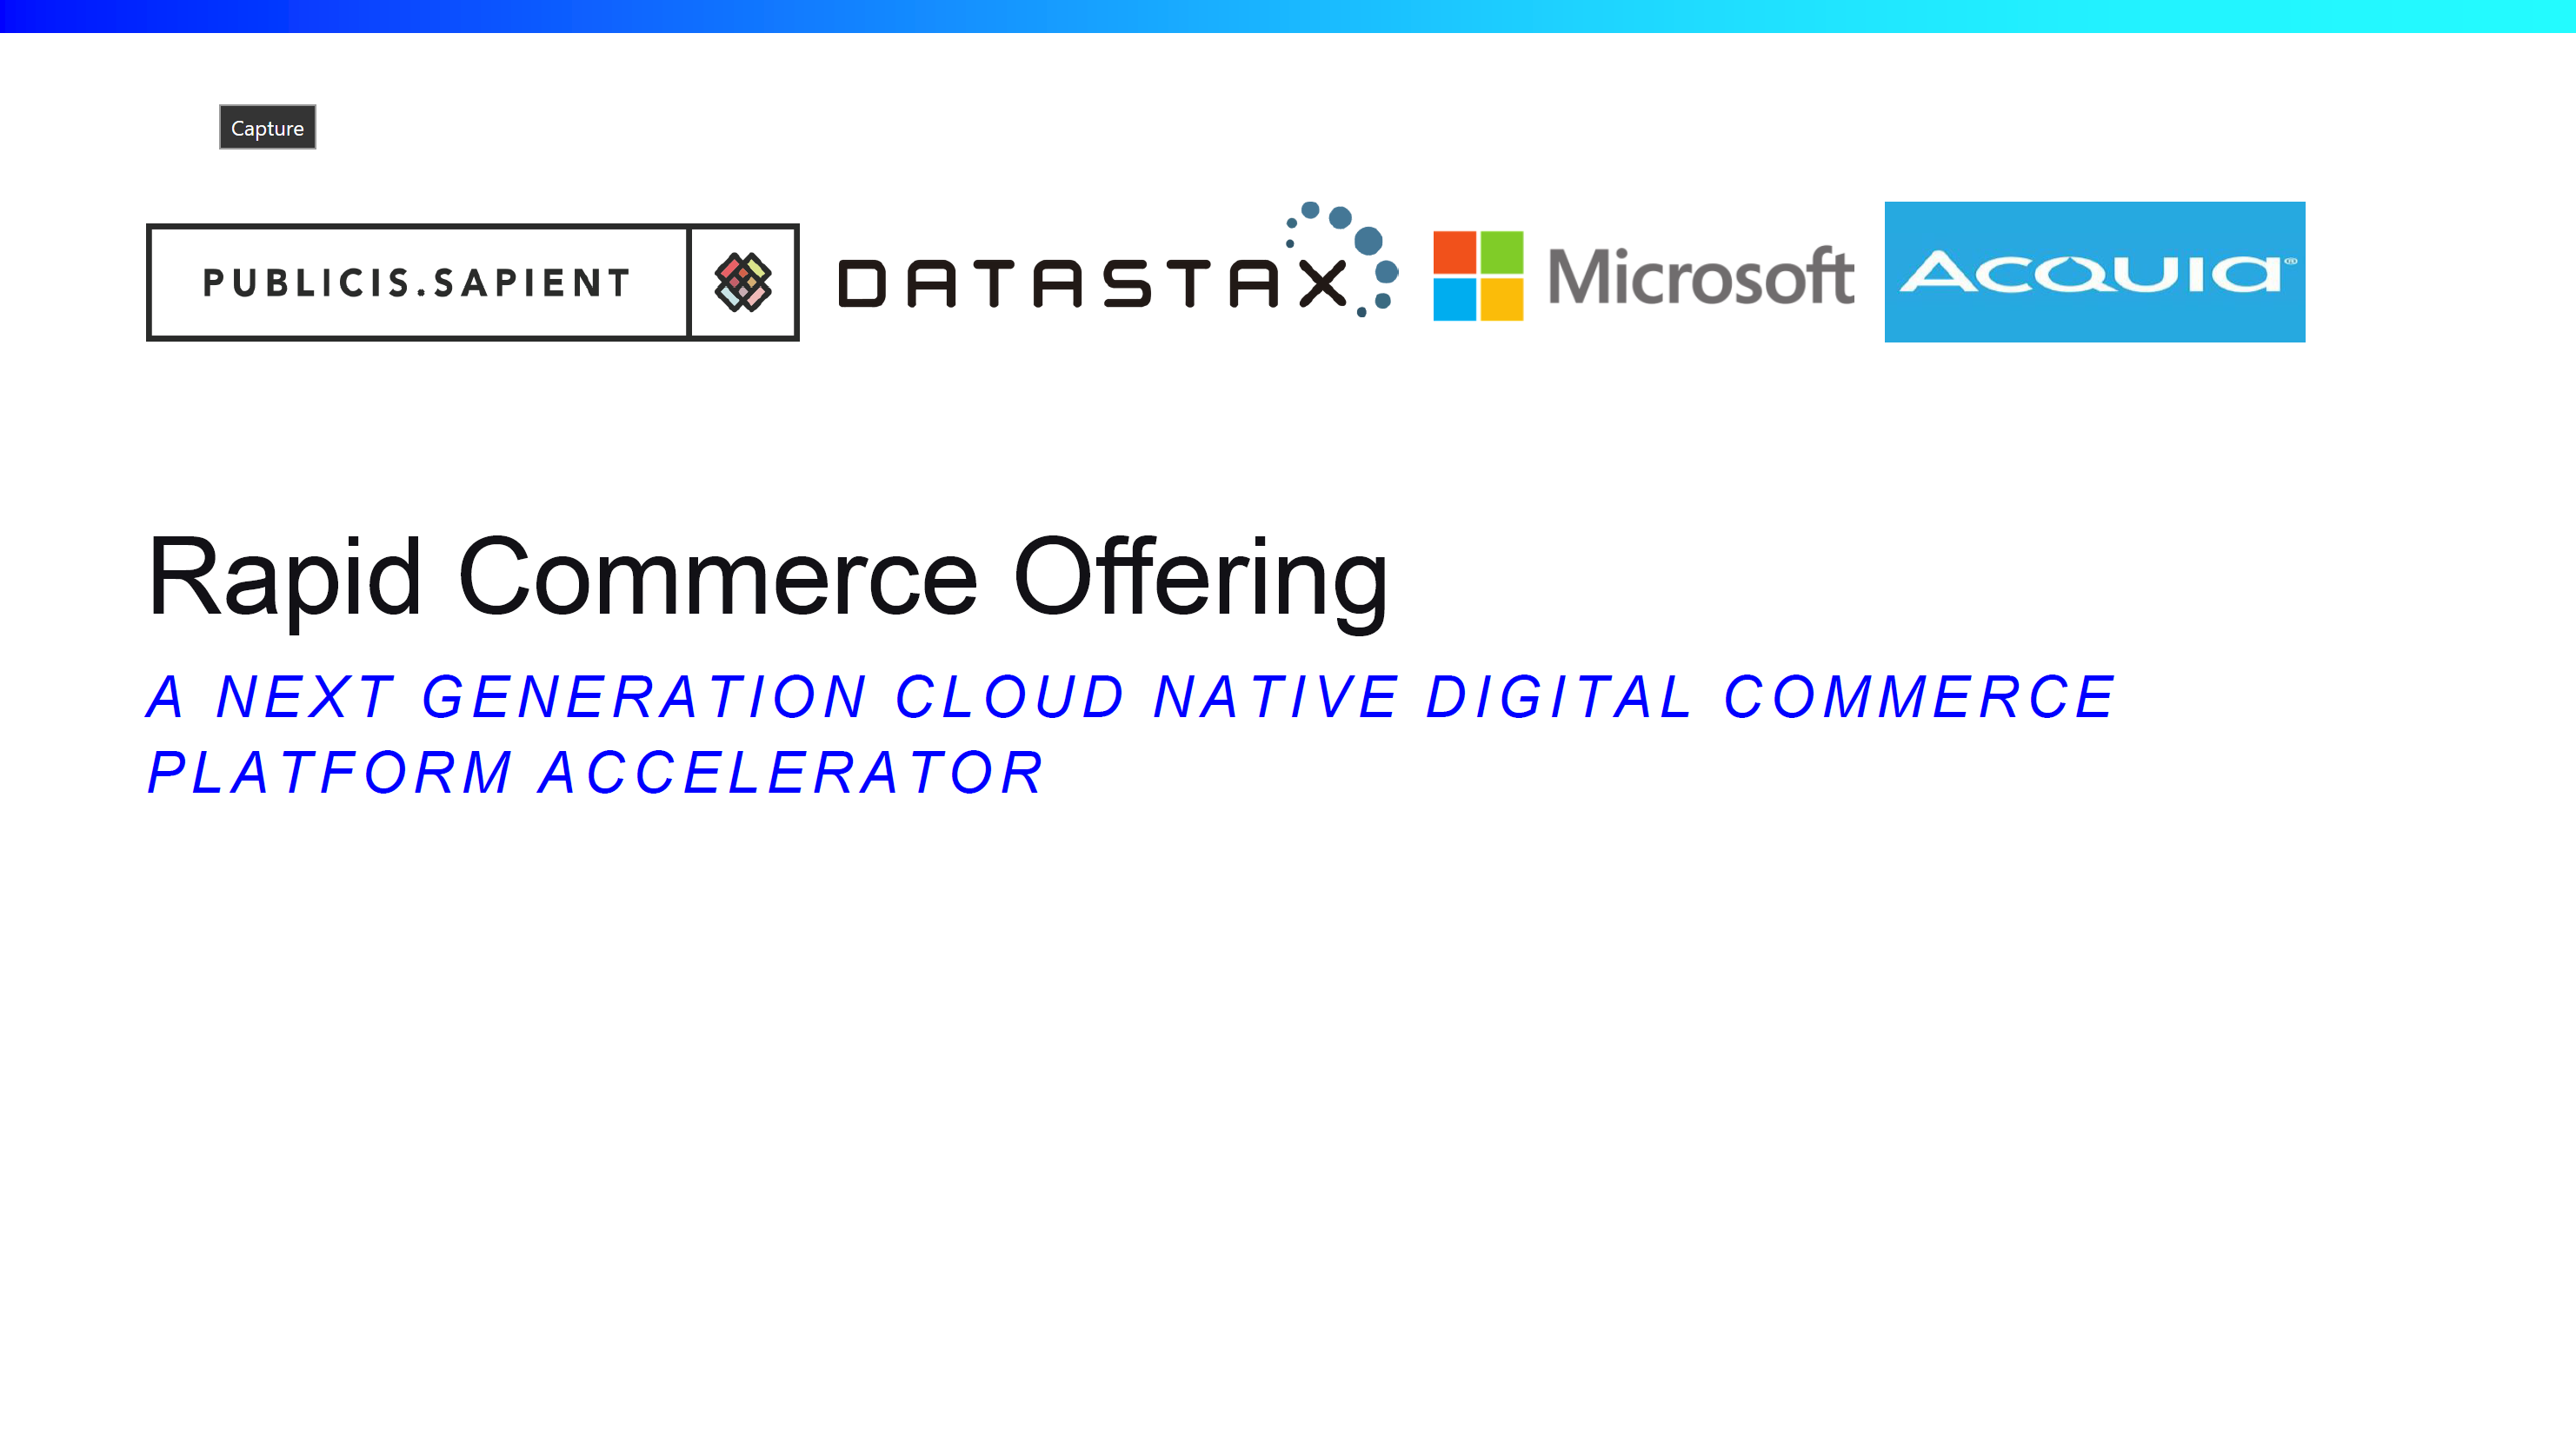 Capture
PUBLICIS.SAPIENT
DATASTAX
Microsoft
ACQUIA®
Rapid Commerce Offering
A NEXT GENERATION CLOUD NATIVE DIGITAL COMMERCE
PLATFORM ACCELERATOR